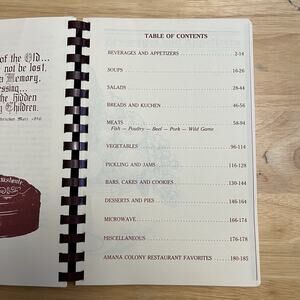 of the Old...
not be lost,
Memory,
...
the hidden
Children.
TABLE OF CONTENTS
BEVERAGES AND APPETIZERS 2-14
SOUPS 16-26
SALADS 28-44
BREADS AND KUCHEN 46-56
MEATS 58-94
Fish — Poultry — Beef — Pork — Wild Game
VEGETABLES 96-114
PICKLING AND JAMS 116-128
BARS, CAKES AND COOKIES 130-144
DESSERTS AND PIES 146-164
MICROWAVE 166-174
MISCELLANEOUS 176-178
AMANA COLONY RESTAURANT FAVORITES 180-185